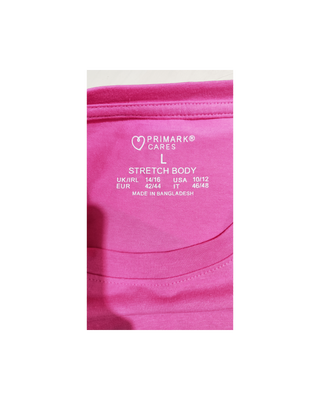 PRIMARK®
CARES
L
STRETCH BODY
UK/IRL 14/16 USA 10/12
EUR 42/44 IT 46/48
MADE IN BANGLADESH